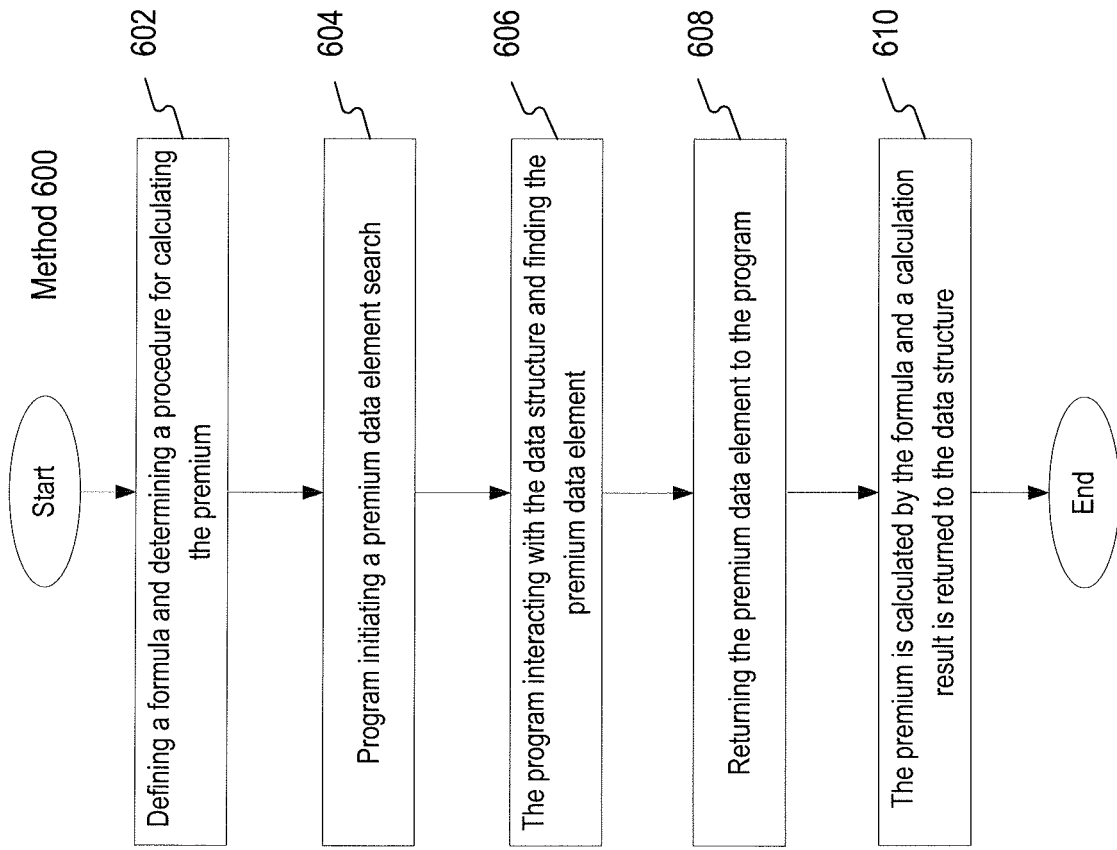 Method 600
Start
Defining a formula and determining a procedure for calculating
the premium
602
Program initiating a premium data element search
604
The program interacting with the data structure and finding the
premium data element
606
Returning the premium data element to the program
608
The premium is calculated by the formula and a calculation
result is returned to the data structure
610
End